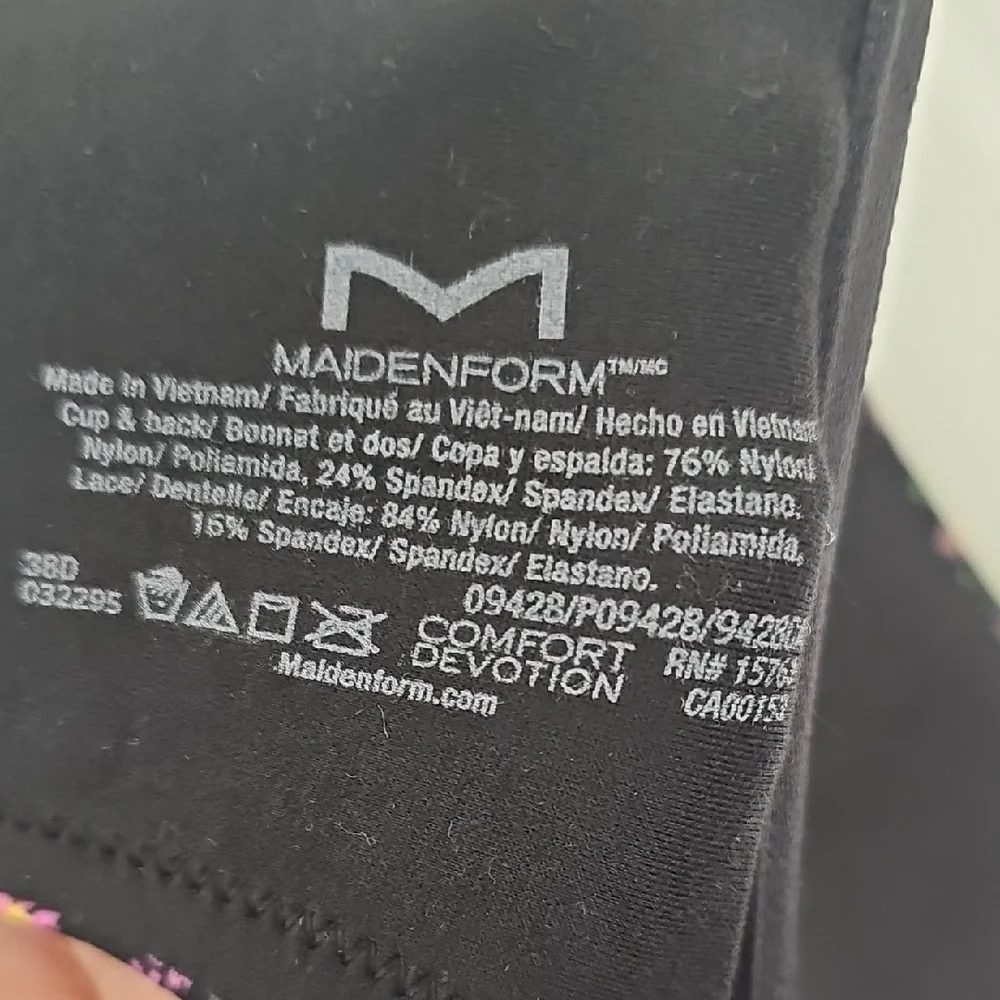 M
MAIDENFORM™/MC
Made in Vietnam/ Fabriqué au Viêt-nam/ Hecho en Vietnam
Cup & back/ Bonnet et dos/ Copa y espalda: 76% Nylon/
Nylon/ Poliamida, 24% Spandex/ Spandex/ Elastano.
Lace/ Dentelle/ Encaje: 84% Nylon/ Nylon/ Poliamida,
16% Spandex/ Spandex/ Elastano.
38D
032295
09428/P09428/9428
COMFORT
DEVOTION
RN#
Maidenform.com